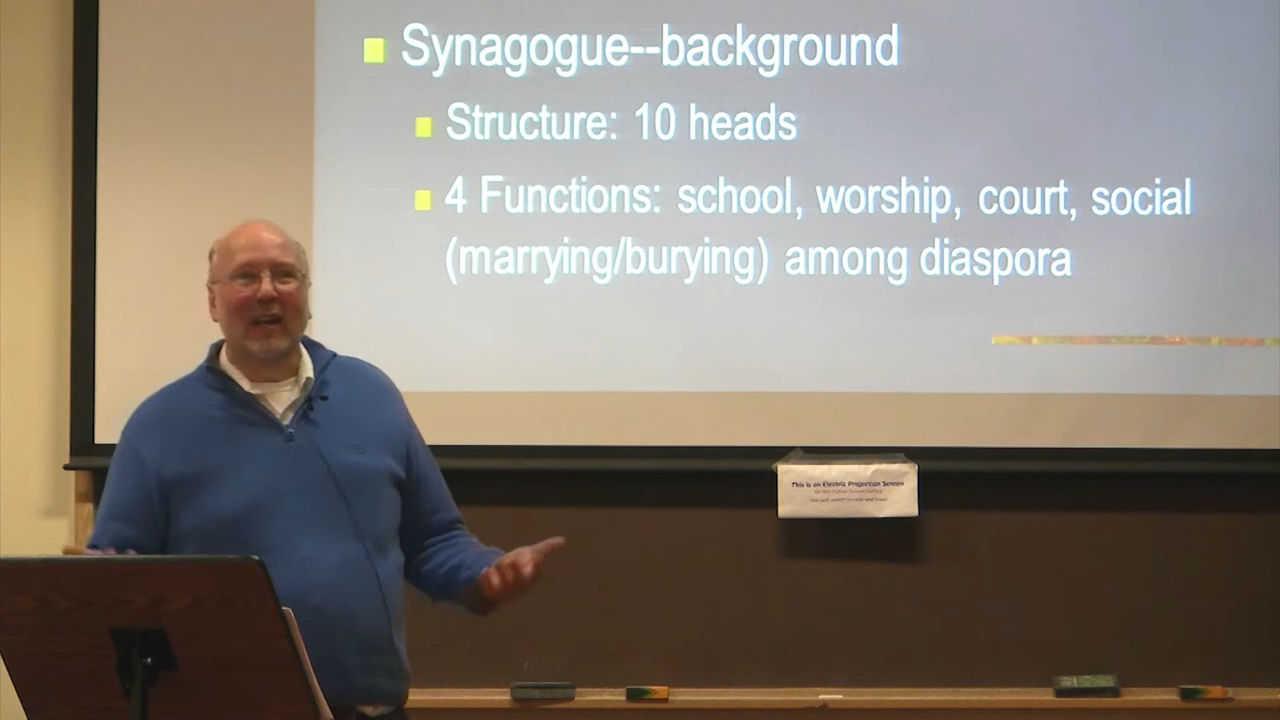 Synagogue--background
Structure: 10 heads
4 Functions: school, worship, court, social
(marrying/burying) among diaspora
This is an Electric Projection Screen